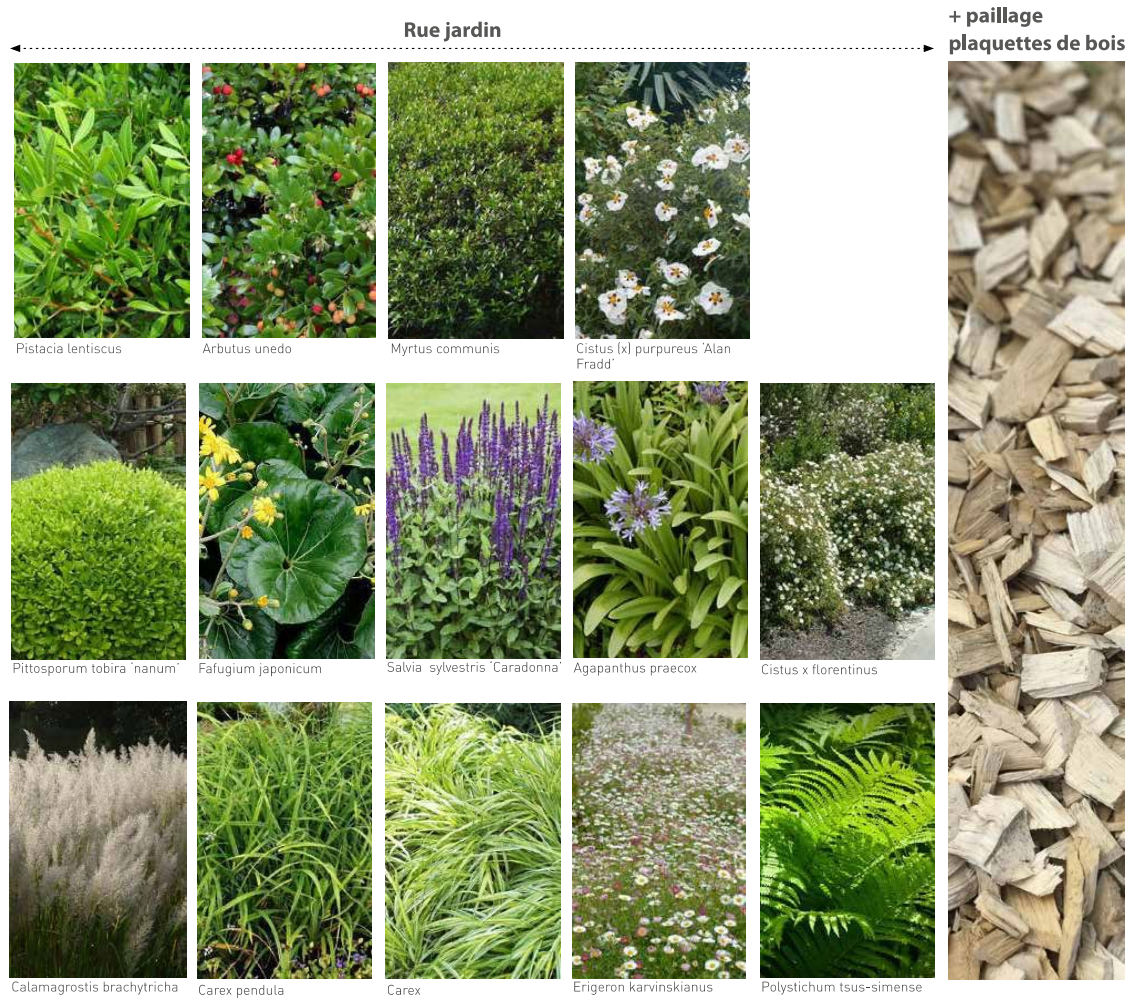 Rue jardin
+ paillage
plaquettes de bois
Pistacia lentiscus
Arbutus unedo
Myrtus communis
Cistus (x) purpureus 'Alan
Fradd'
Pittosporum tobira 'nanum'
Fafugium japonicum
Salvia sylvestris 'Caradonna'
Agapanthus praecox
Cistus x florentinus
Calamagrostis brachytricha
Carex pendula
Carex
Erigeron karvinskianus
Polystichum tsus-simense